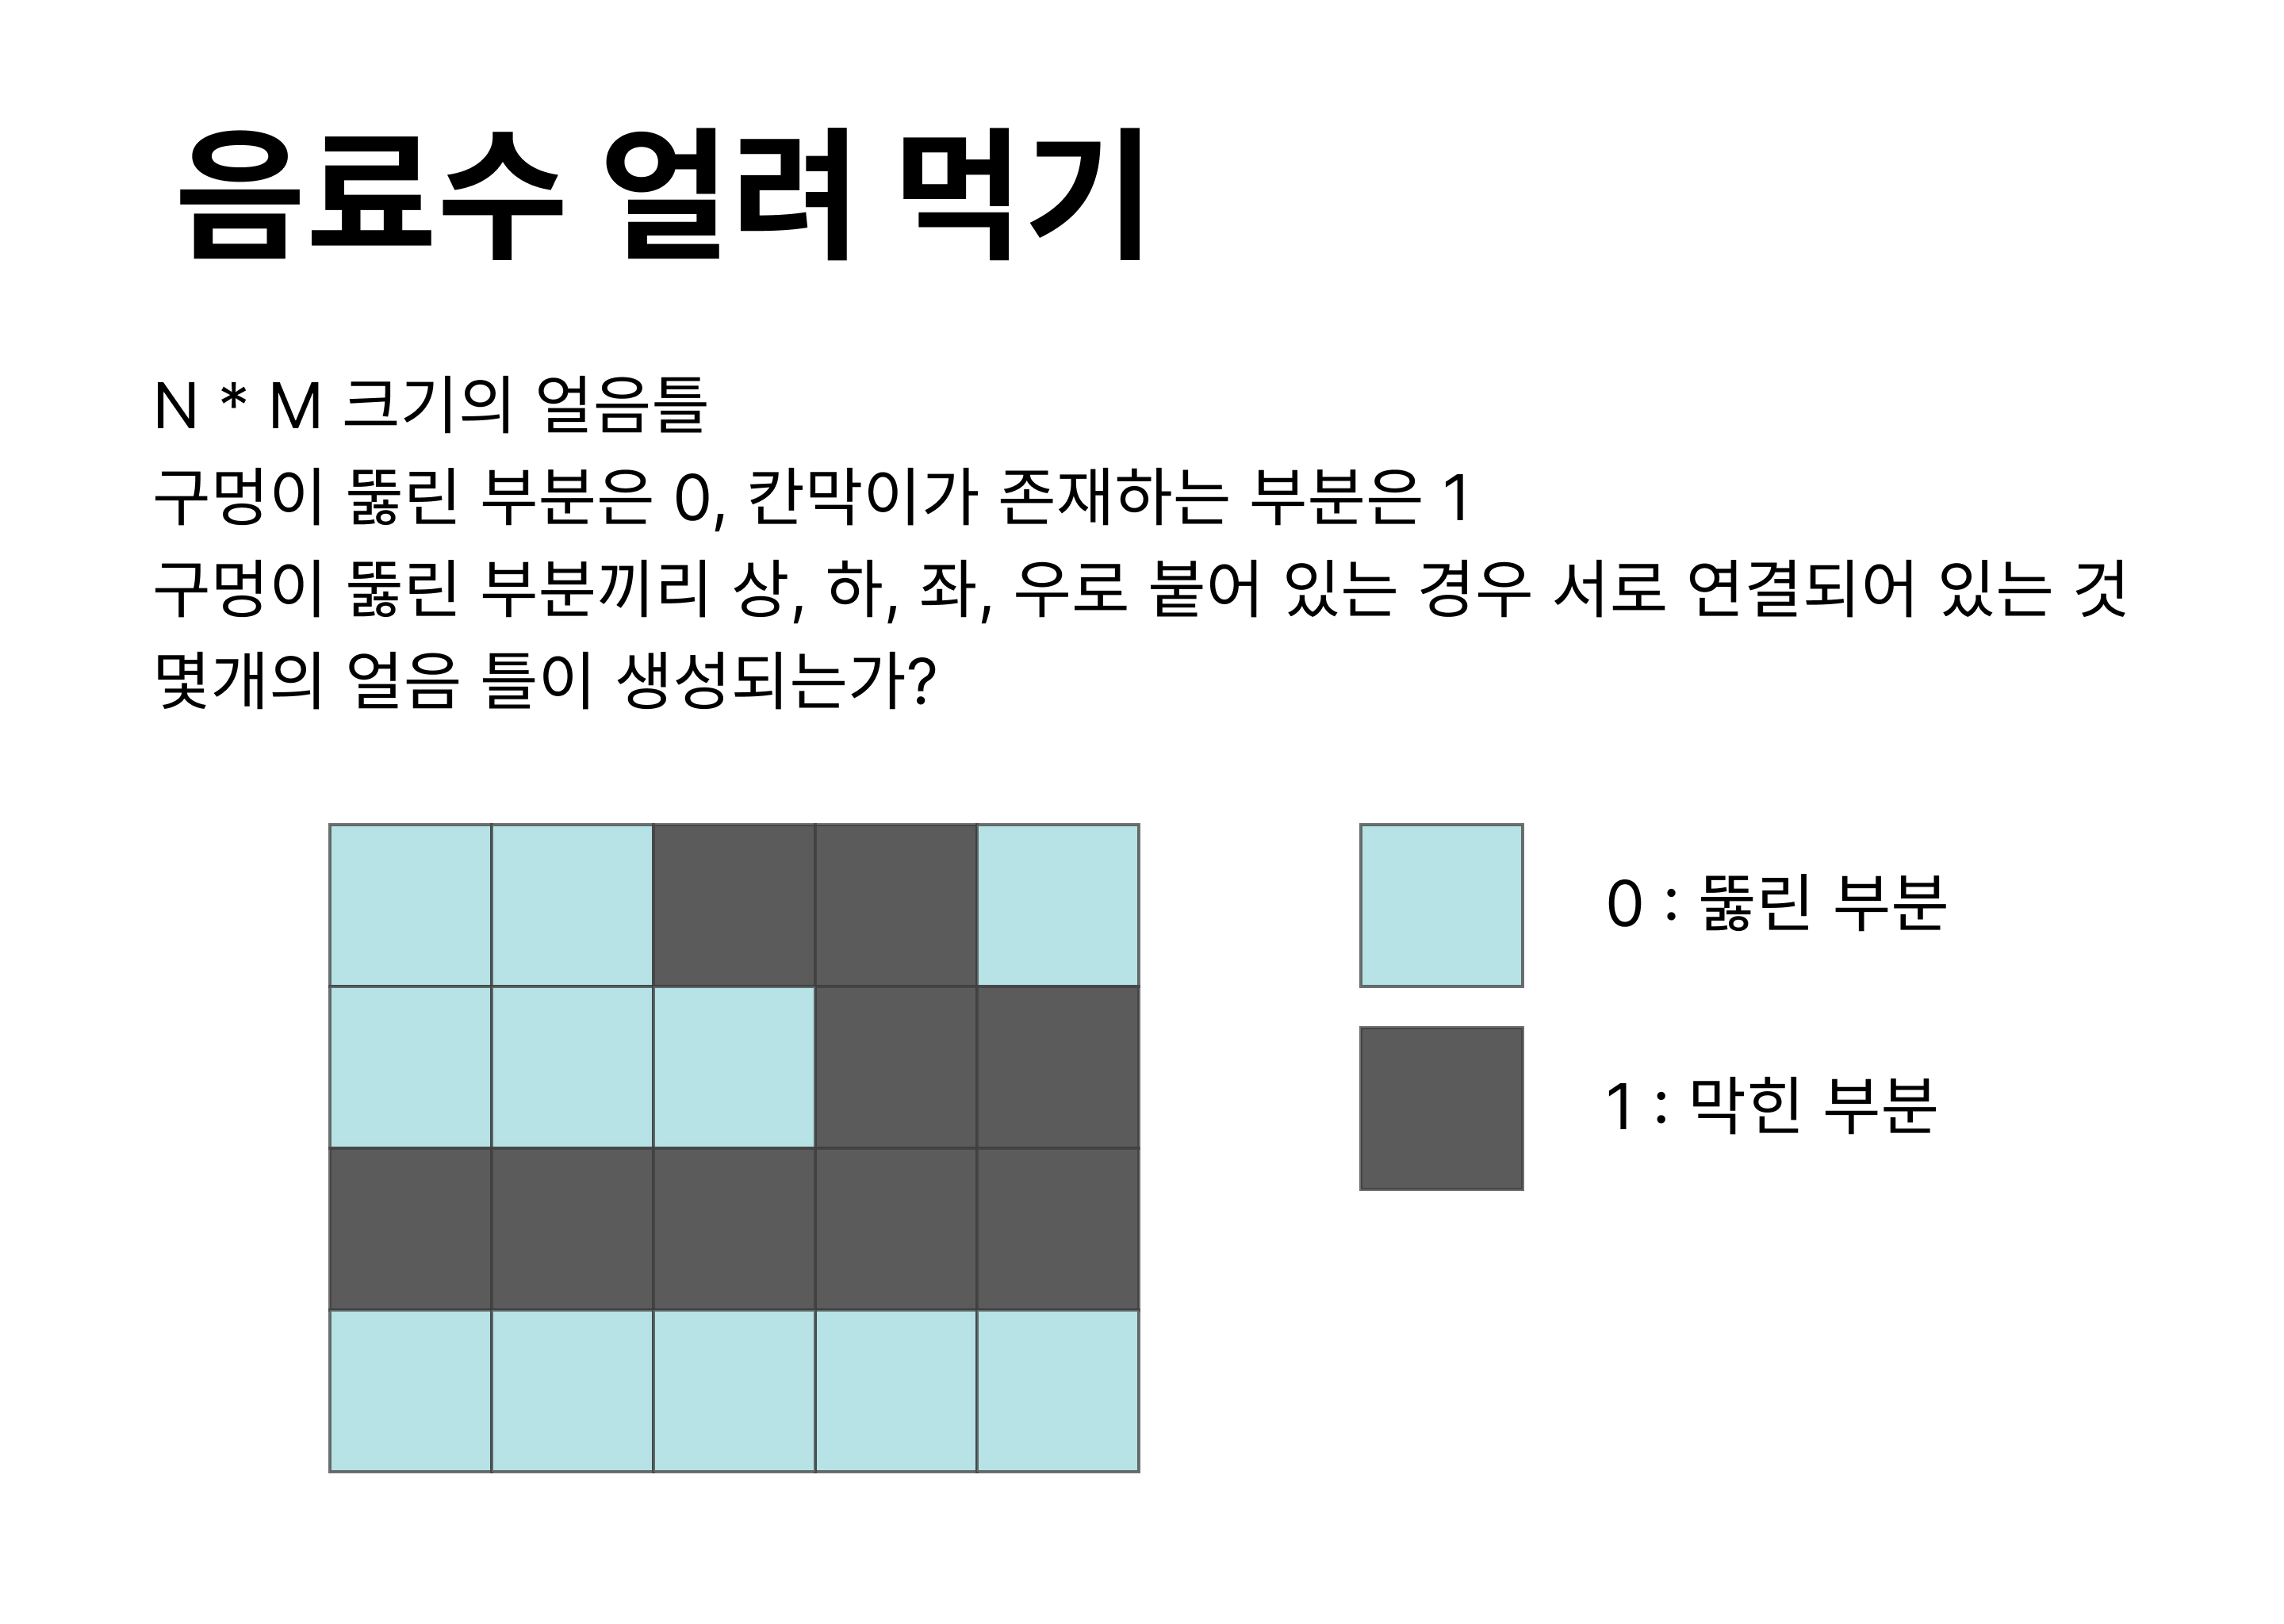 음료수 얼려 먹기
N * M 크기의 얼음틀
구멍이 뚫린 부분은 0, 칸막이가 존재하는 부분은 1
구멍이 뚫린 부분끼리 상, 하, 좌, 우로 붙어 있는 경우 서로 연결되어 있는 것
몇개의 얼음 틀이 생성되는가?
0 : 뚫린 부분
1 : 막힌 부분